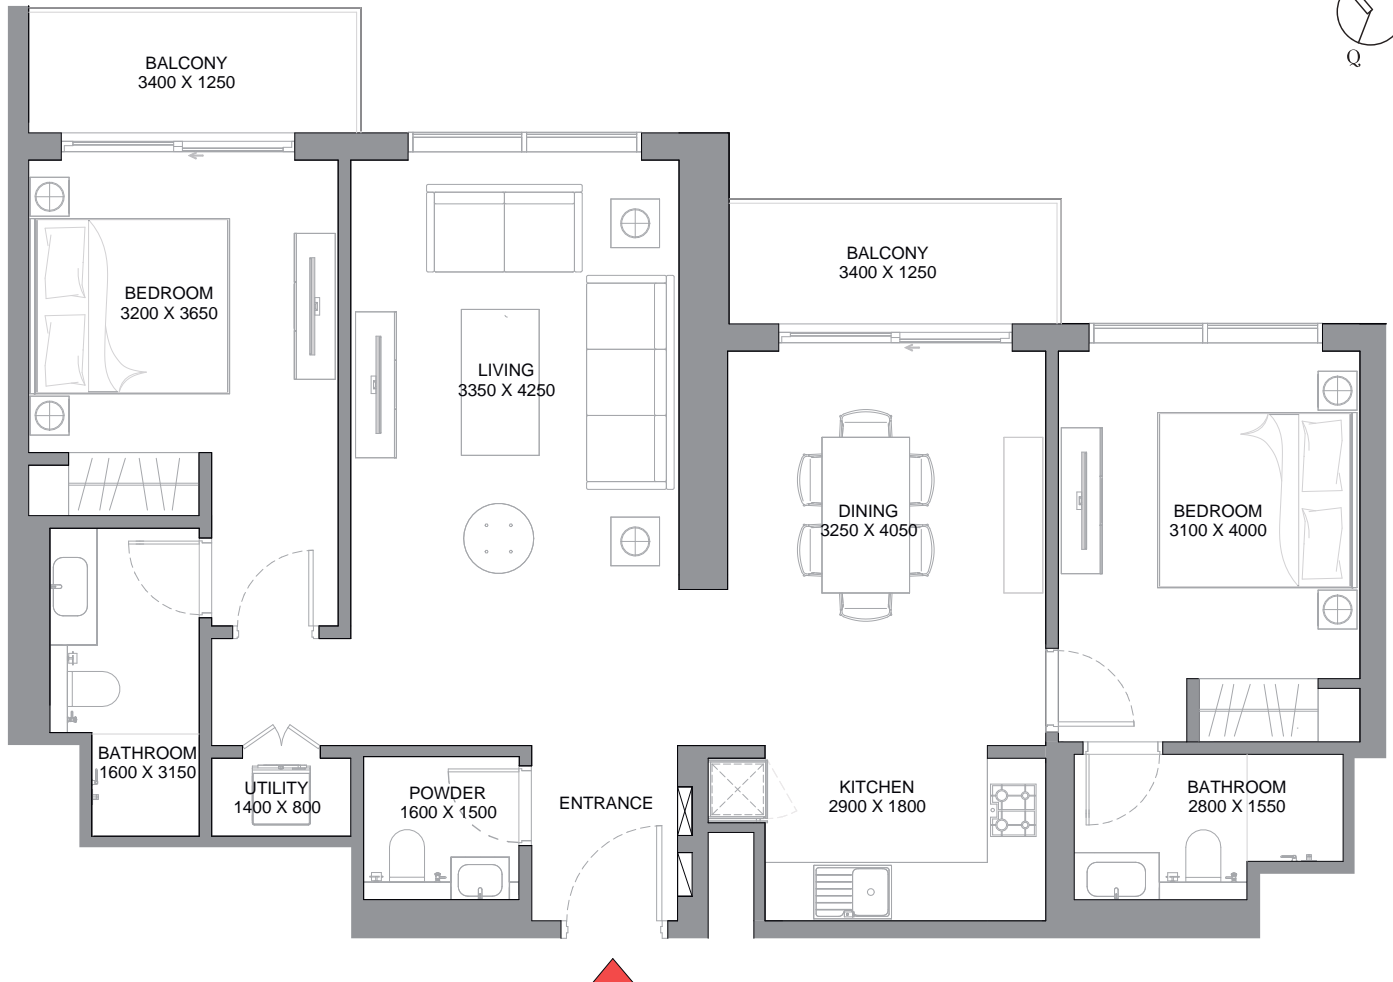 Q
BALCONY
3400 X 1250
BALCONY
3400 X 1250
BEDROOM
3200 X 3650
LIVING
3350 X 4250
DINING
3250 X 4050
BEDROOM
3100 X 4000
BATHROOM
1600 X 3150
UTILITY
1400 X 800
POWDER
1600 X 1500
ENTRANCE
KITCHEN
2900 X 1800
BATHROOM
2800 X 1550